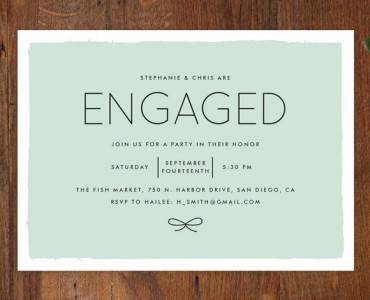 STEPHANIE & CHRIS ARE
ENGAGED
JOIN US FOR A PARTY IN THEIR HONOR
SATURDAY SEPTEMBER FOURTEENTH 5:30 PM
THE FISH MARKET, 750 N. HARBOR DRIVE, SAN DIEGO, CA
RSVP TO HAILEE: H_SMITH@GMAIL.COM